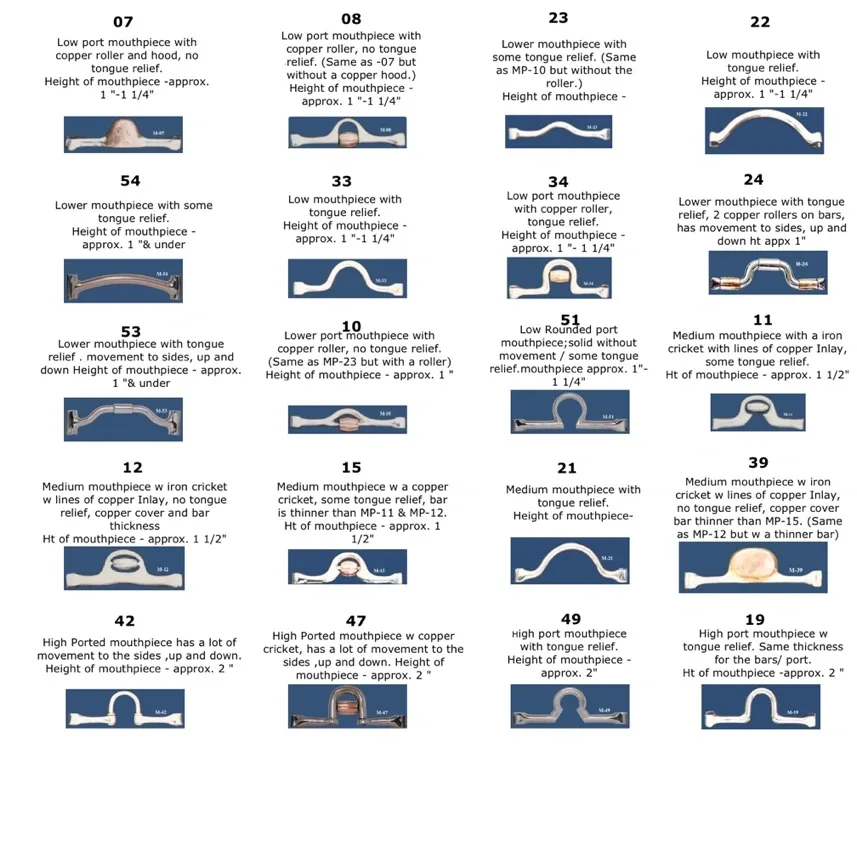 07
Low port mouthpiece with
copper roller and hood, no
tongue relief.
Height of mouthpiece -approx.
1 "-1 1/4"
M-07
08
Low port mouthpiece with
copper roller, no tongue
relief. (Same as -07 but
without a copper hood.)
Height of mouthpiece -
approx. 1 "-1 1/4"
M-08
23
Lower mouthpiece with
some tongue relief. (Same
as MP-10 but without the
roller.)
Height of mouthpiece -
M-23
22
Low mouthpiece with
tongue relief.
Height of mouthpiece -
approx. 1 "-1 1/4"
M-22
54
Lower mouthpiece with some
tongue relief.
Height of mouthpiece -
approx. 1 "& under
M-54
33
Low mouthpiece with
tongue relief.
Height of mouthpiece -
approx. 1 "-1 1/4"
M-33
34
Low port mouthpiece
with copper roller,
tongue relief.
Height of mouthpiece -
approx. 1 "- 1 1/4"
M-34
24
Lower mouthpiece with tongue
relief, 2 copper rollers on bars,
has movement to sides, up and
down ht appx 1"
M-24
53
Lower mouthpiece with tongue
relief . movement to sides, up and
down Height of mouthpiece - approx.
1 "& under
M-53
10
Lower port mouthpiece with
copper roller, no tongue relief.
(Same as MP-23 but with a roller)
Height of mouthpiece - approx. 1 "
M-10
51
Low Rounded port
mouthpiece;solid without
movement / some tongue
relief.mouthpiece approx. 1"-
1 1/4"
M-51
11
Medium mouthpiece with a iron
cricket with lines of copper Inlay,
some tongue relief.
Ht of mouthpiece - approx. 1 1/2"
12
Medium mouthpiece w iron cricket
w lines of copper Inlay, no tongue
relief, copper cover and bar
thickness
Ht of mouthpiece - approx. 1 1/2"
M-12
15
Medium mouthpiece w a copper
cricket, some tongue relief, bar
is thinner than MP-11 & MP-12.
Ht of mouthpiece - approx. 1
1/2"
M-15
21
Medium mouthpiece with
tongue relief.
Height of mouthpiece-
M-21
39
Medium mouthpiece w iron
cricket w lines of copper Inlay,
no tongue relief, copper cover
bar thinner than MP-15. (Same
as MP-12 but w a thinner bar)
M-39
42
High Ported mouthpiece has a lot of
movement to the sides ,up and down.
Height of mouthpiece - approx. 2 "
M-42
47
High Ported mouthpiece w copper
cricket, has a lot of movement to the
sides ,up and down. Height of
mouthpiece - approx. 2 "
M-47
49
High port mouthpiece
with tongue relief.
Height of mouthpiece -
approx. 2"
M-49
19
High port mouthpiece w
tongue relief. Same thickness
for the bars/ port.
Ht of mouthpiece -approx. 2 "
M-19